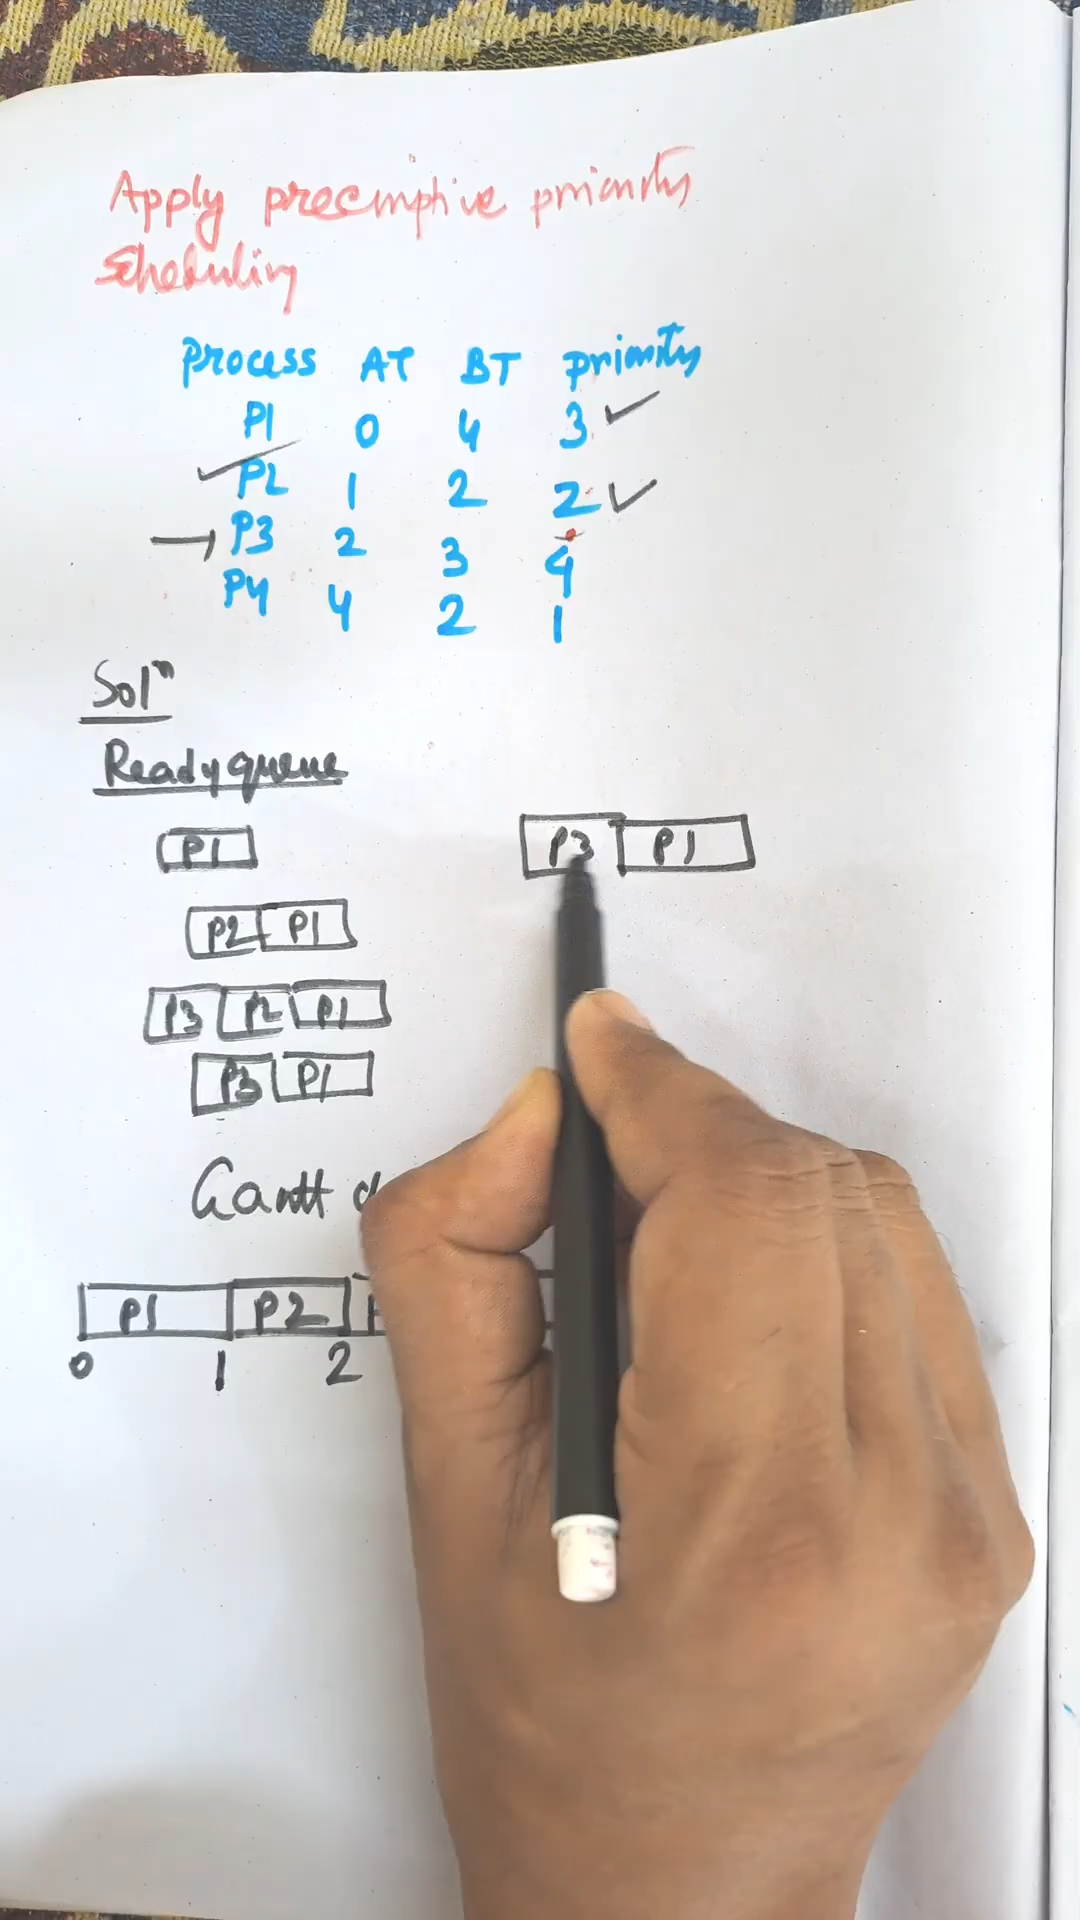 Apply preemptive priority
Scheduling
Process AT BT priority
P1 0 4 3
P2 1 2 2
P3 2 3 4
P4 4 2 1
Solⁿ
Ready queue
P1
P3 P1
P2 P1
P3 P2 P1
P3 P1
Gantt
P1 P2
0 1 2